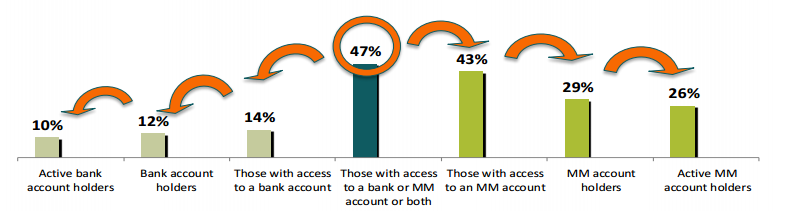 47%
43%
29%
26%
14%
12%
10%
Active bank
account holders
Bank account
holders
Those with access
to a bank account
Those with access
to a bank or MM
account or both
Those with access
to an MM account
MM account
holders
Active MM
account holders